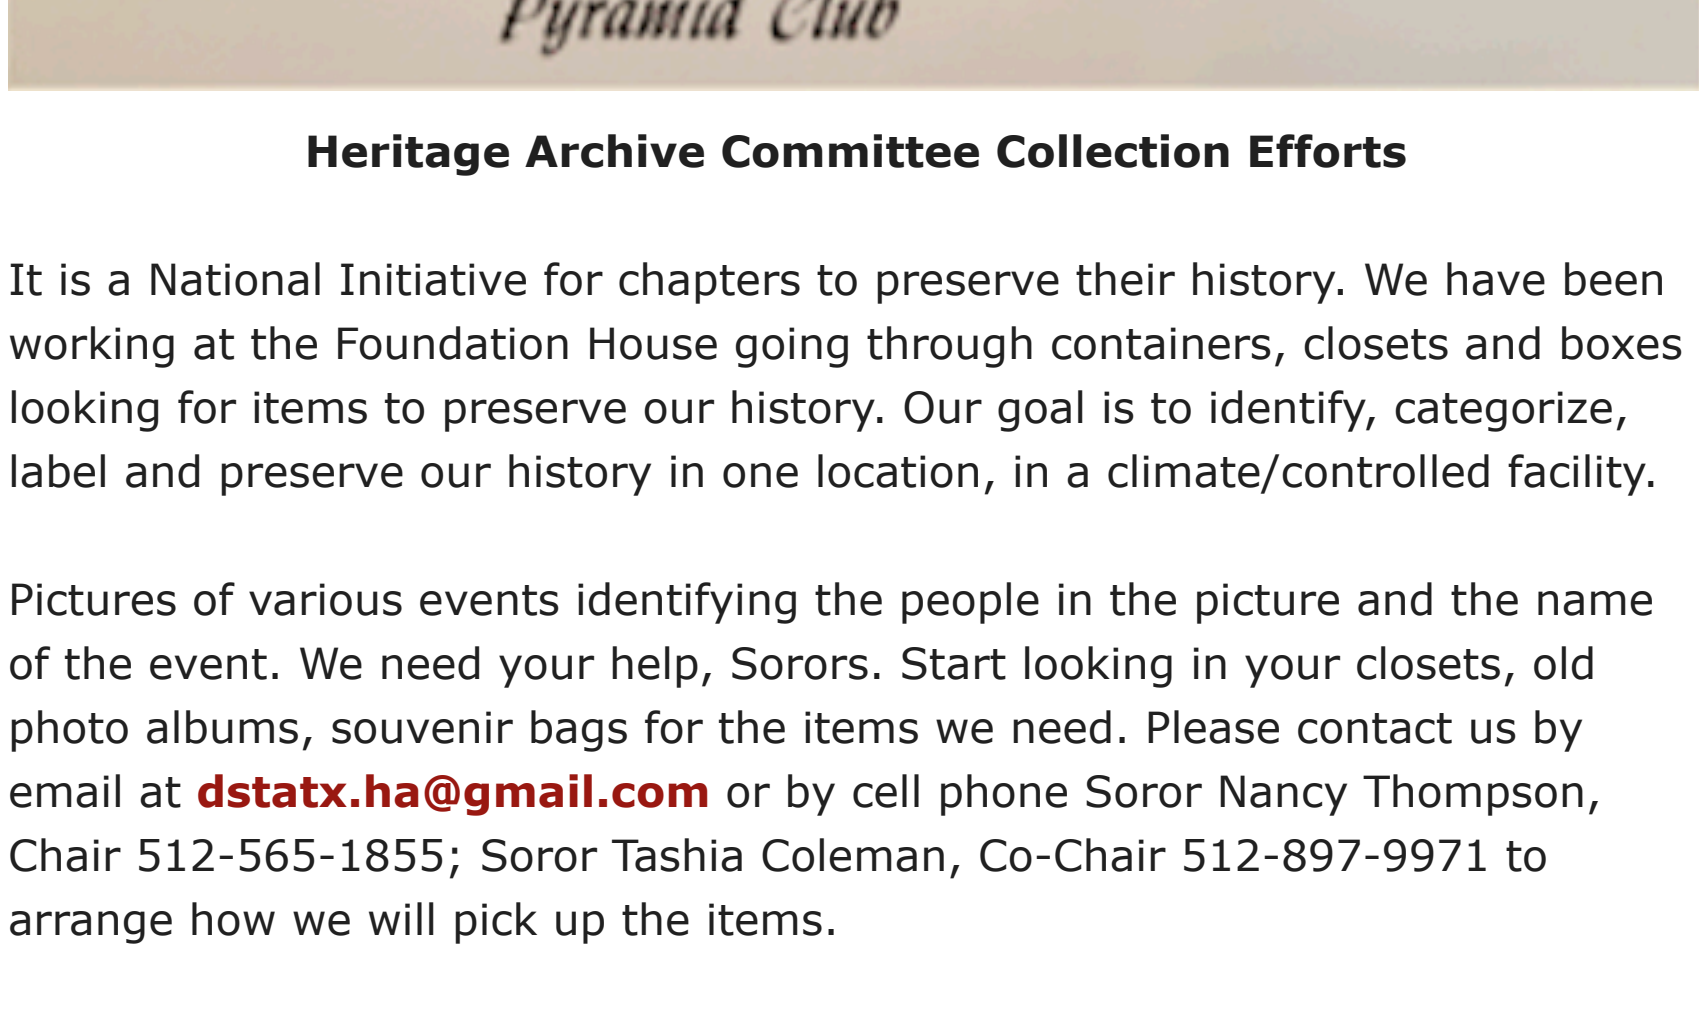 Pyramid Club
Heritage Archive Committee Collection Efforts
It is a National Initiative for chapters to preserve their history. We have been
working at the Foundation House going through containers, closets and boxes
looking for items to preserve our history. Our goal is to identify, categorize,
label and preserve our history in one location, in a climate/controlled facility.
Pictures of various events identifying the people in the picture and the name
of the event. We need your help, Sorors. Start looking in your closets, old
photo albums, souvenir bags for the items we need. Please contact us by
email at dstatx.ha@gmail.com or by cell phone Soror Nancy Thompson,
Chair 512-565-1855; Soror Tashia Coleman, Co-Chair 512-897-9971 to
arrange how we will pick up the items.